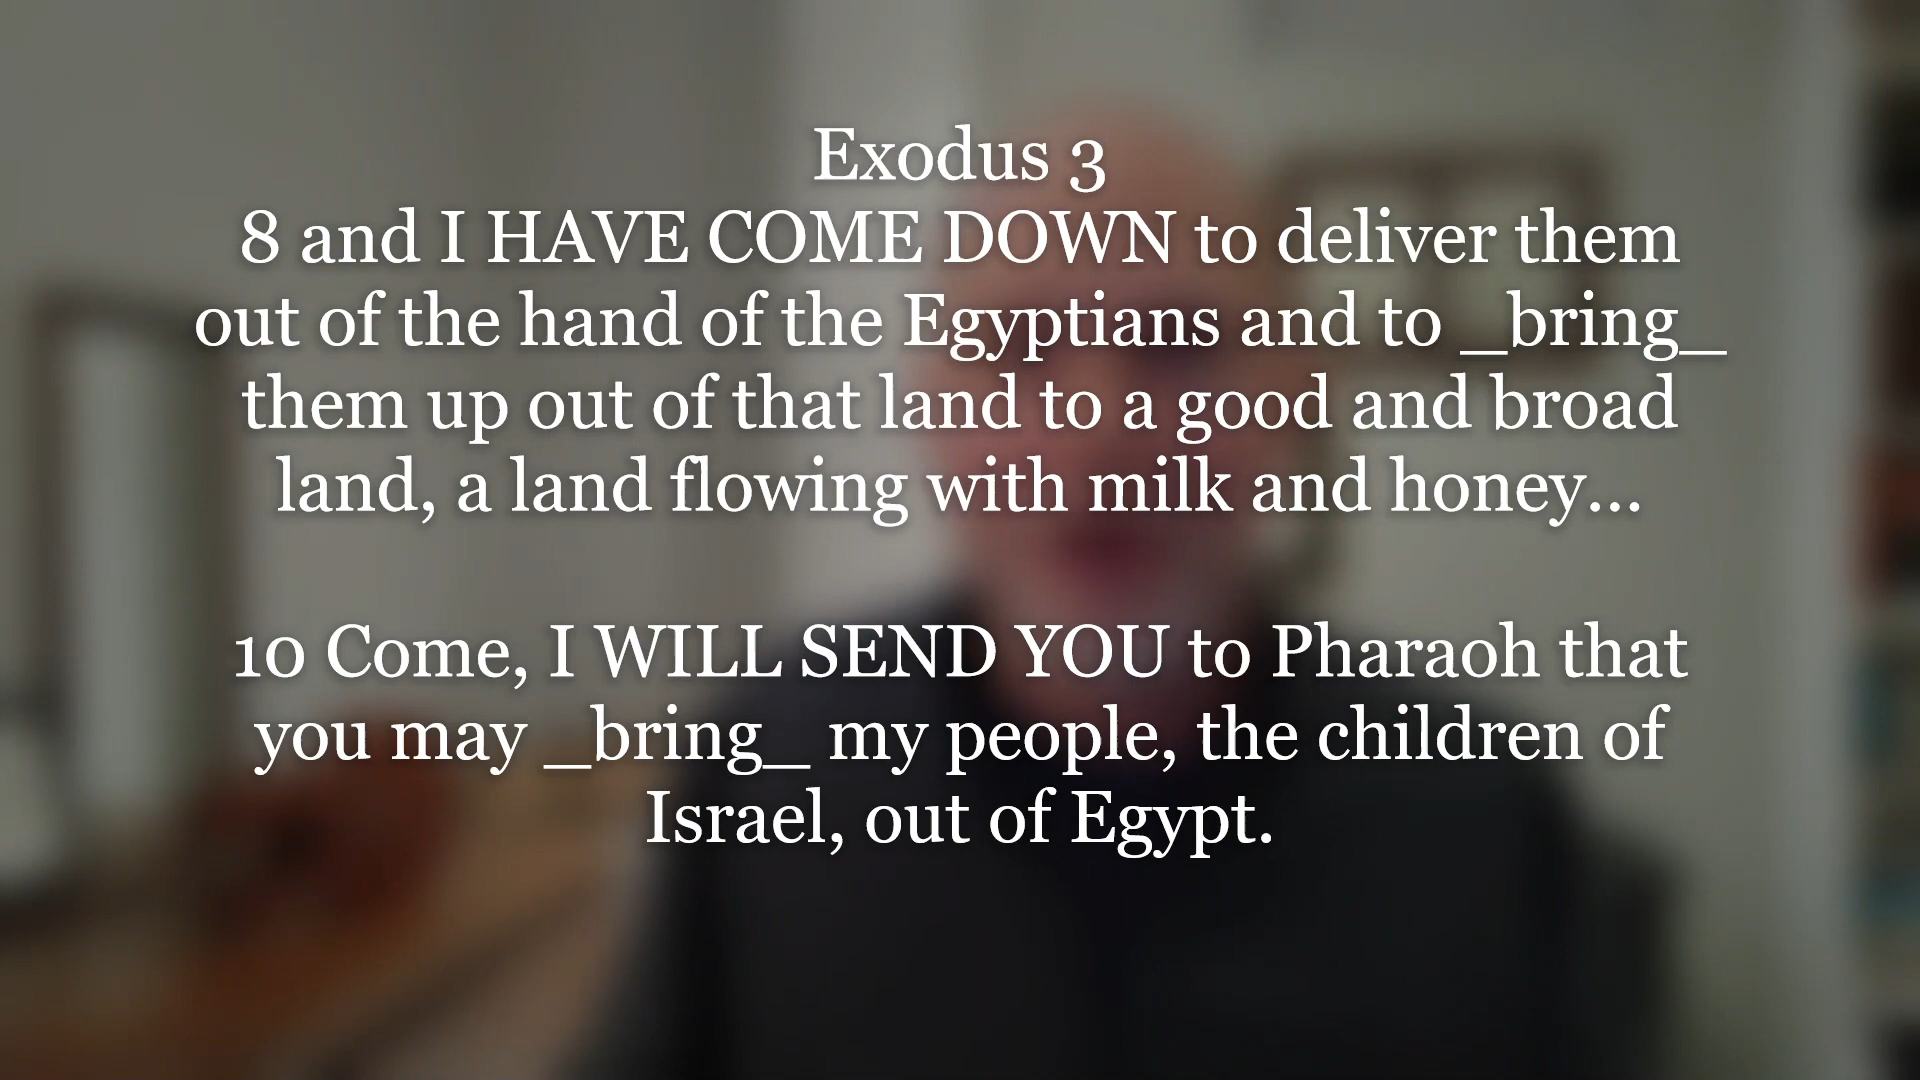 Exodus 3
8 and I HAVE COME DOWN to deliver them
out of the hand of the Egyptians and to _bring_
them up out of that land to a good and broad
land, a land flowing with milk and honey...
10 Come, I WILL SEND YOU to Pharaoh that
you may _bring_ my people, the children of
Israel, out of Egypt.